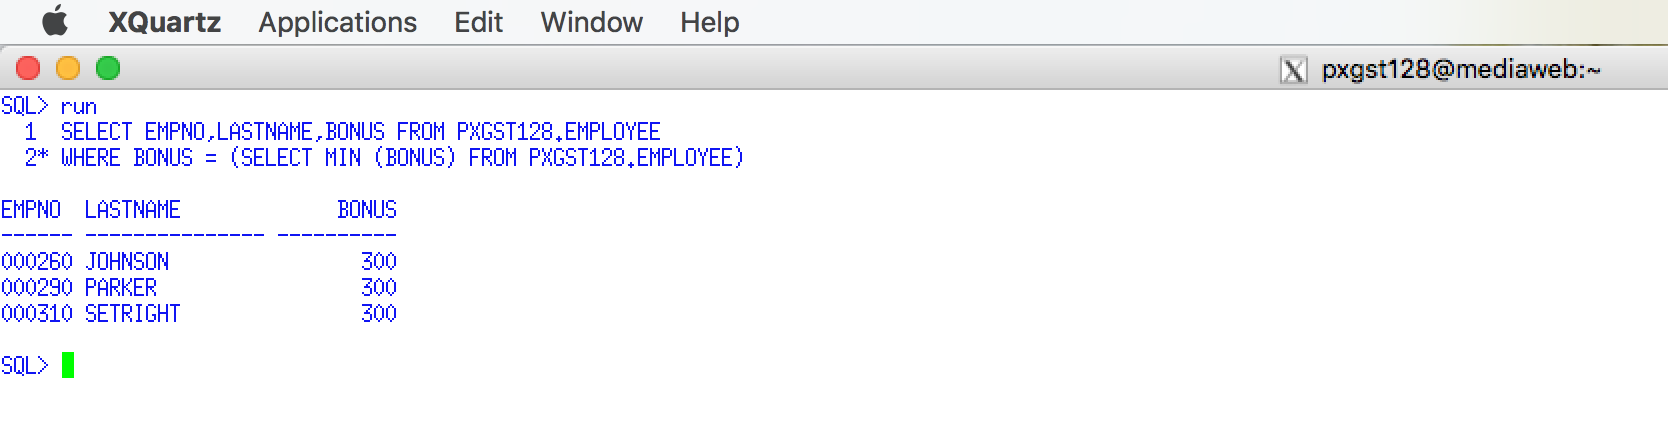 XQuartz Applications Edit Window Help
X pxgst128@mediaweb:~
SQL> run
  1  SELECT EMPNO,LASTNAME,BONUS FROM PXGST128.EMPLOYEE
  2* WHERE BONUS = (SELECT MIN (BONUS) FROM PXGST128.EMPLOYEE)
EMPNO  LASTNAME             BONUS
------ --------------- ----------
000260 JOHNSON                300
000290 PARKER                 300
000310 SETRIGHT               300
SQL>